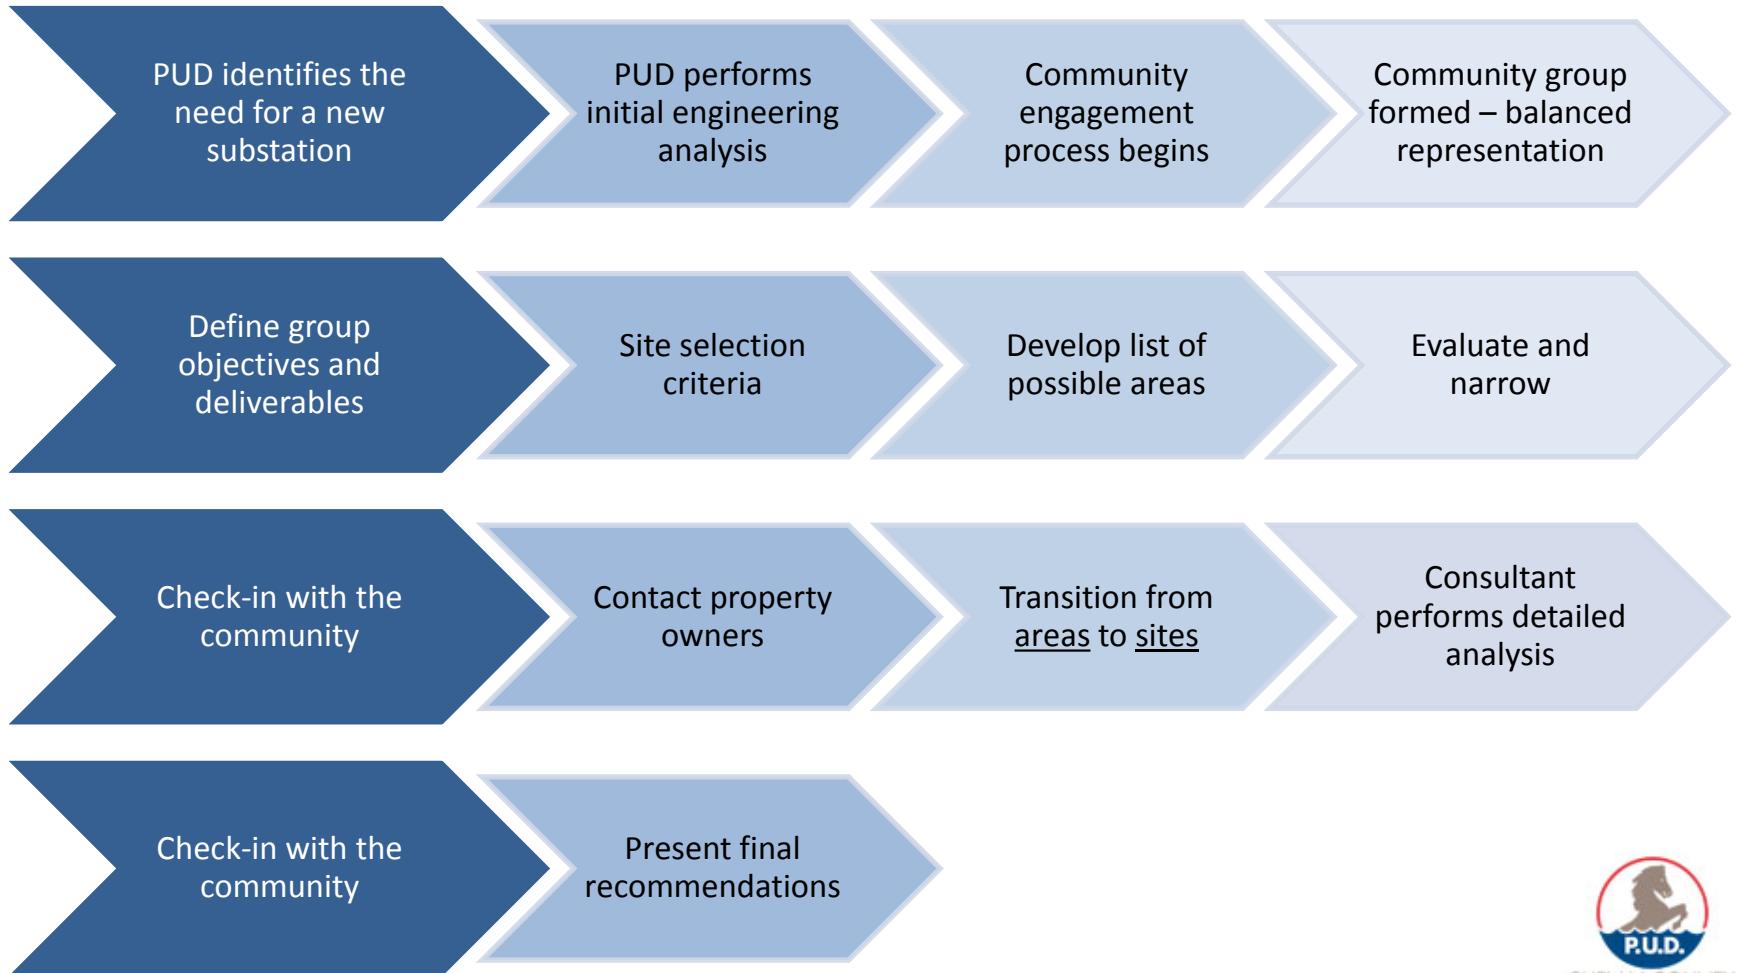 PUD identifies the
need for a new
substation
PUD performs
initial engineering
analysis
Community
engagement
process begins
Community group
formed – balanced
representation
Define group
objectives and
deliverables
Site selection
criteria
Develop list of
possible areas
Evaluate and
narrow
Check-in with the
community
Contact property
owners
Transition from
areas to sites
Consultant
performs detailed
analysis
Check-in with the
community
Present final
recommendations
P.U.D.